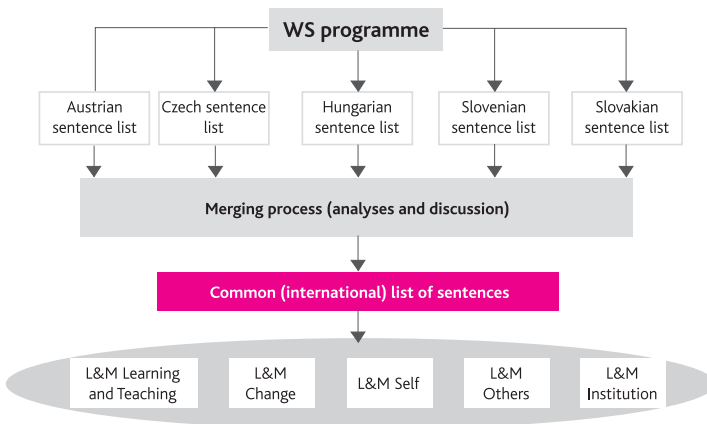 WS programme
Austrian
sentence list
Czech sentence
list
Hungarian
sentence list
Slovenian
sentence list
Slovakian
sentence list
Merging process (analyses and discussion)
Common (international) list of sentences
L&M Learning
and Teaching
L&M
Change
L&M Self
L&M
Others
L&M
Institution